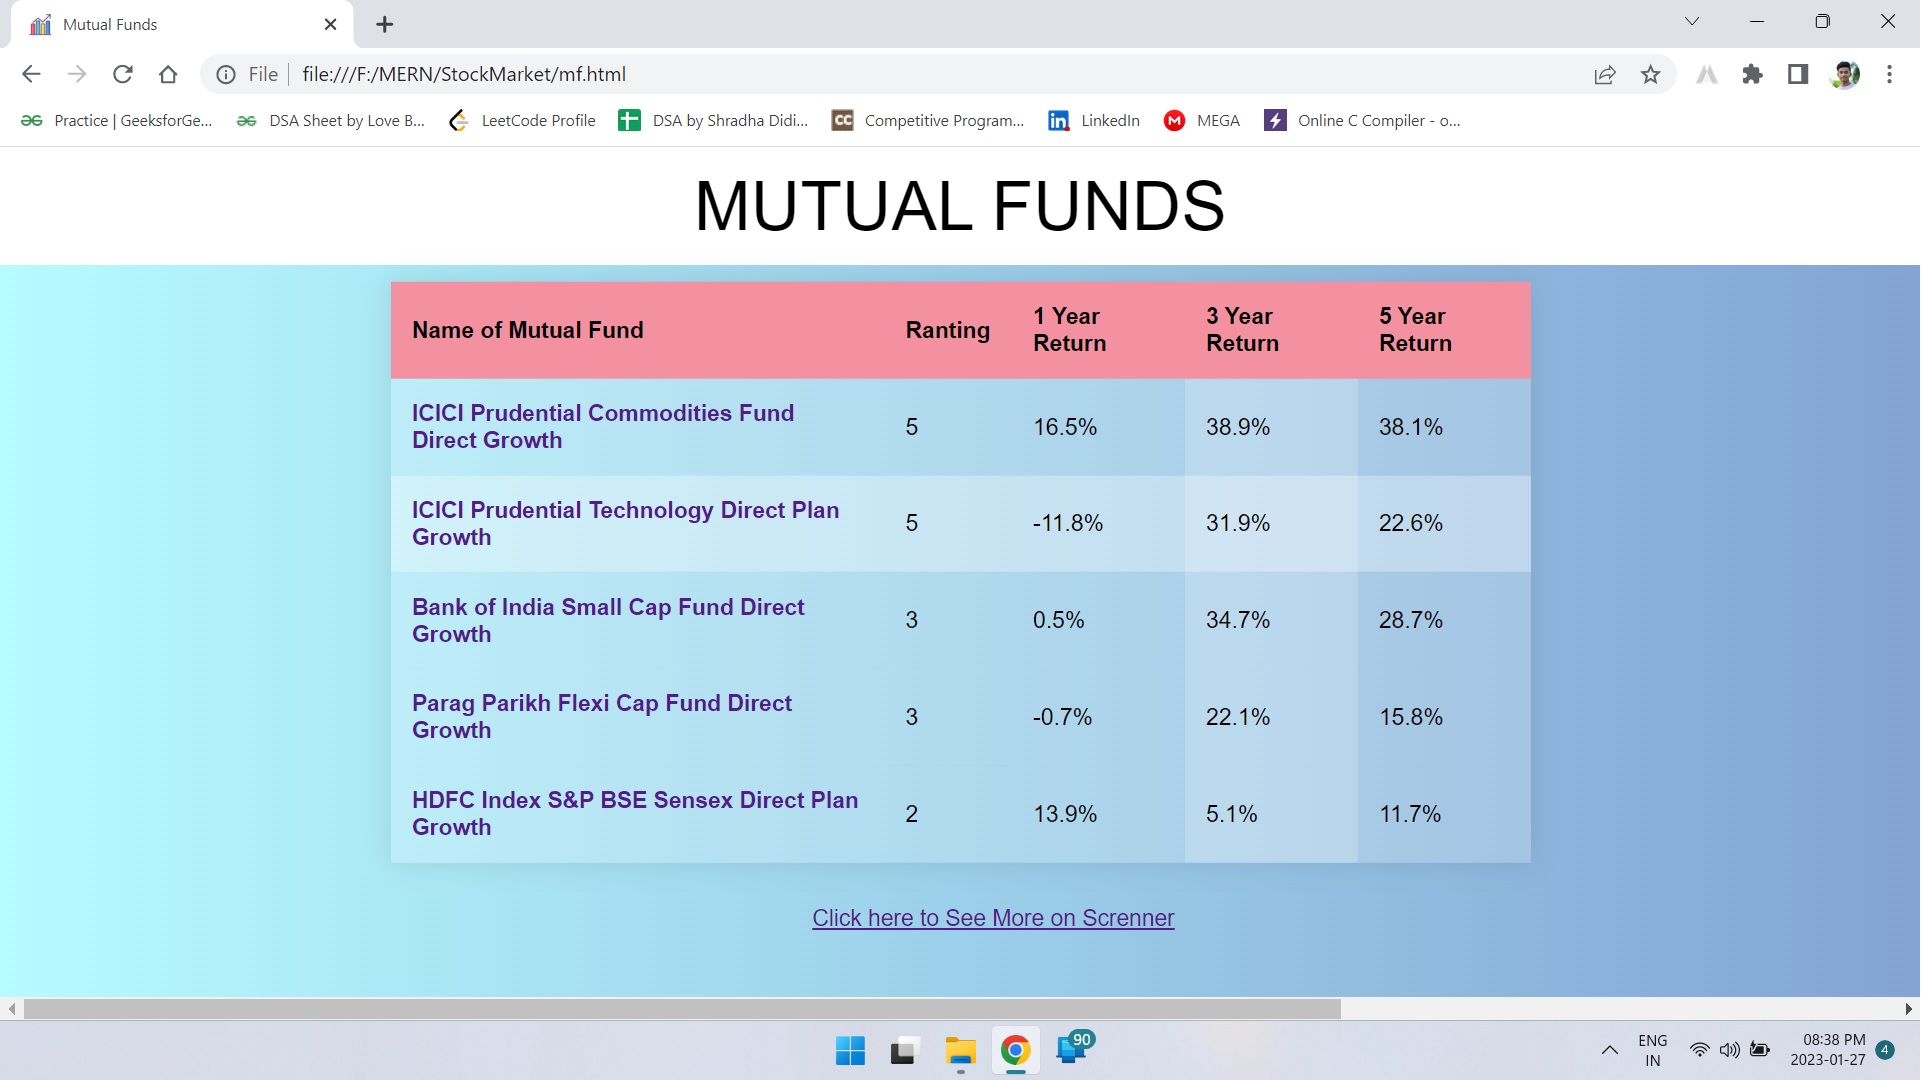 Mutual Funds
File
file:///F:/MERN/StockMarket/mf.html
Practice | GeeksforGe...
DSA Sheet by Love B...
LeetCode Profile
DSA by Shradha Didi...
CC
Competitive Program...
in
LinkedIn
M
MEGA
Online C Compiler - o...
MUTUAL FUNDS
Name of Mutual Fund
Ranting
1 Year
Return
3 Year
Return
5 Year
Return
ICICI Prudential Commodities Fund
Direct Growth
5
16.5%
38.9%
38.1%
ICICI Prudential Technology Direct Plan
Growth
5
-11.8%
31.9%
22.6%
Bank of India Small Cap Fund Direct
Growth
3
0.5%
34.7%
28.7%
Parag Parikh Flexi Cap Fund Direct
Growth
3
-0.7%
22.1%
15.8%
HDFC Index S&P BSE Sensex Direct Plan
Growth
2
13.9%
5.1%
11.7%
Click here to See More on Screnner
90
ENG
IN
08:38 PM
2023-01-27
4